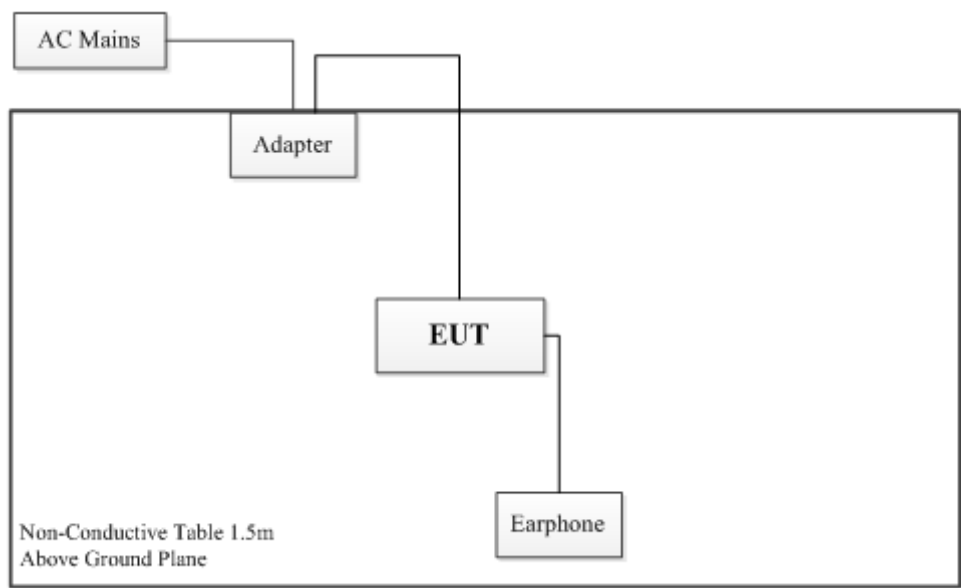 AC Mains
Adapter
EUT
Earphone
Non-Conductive Table 1.5m
Above Ground Plane